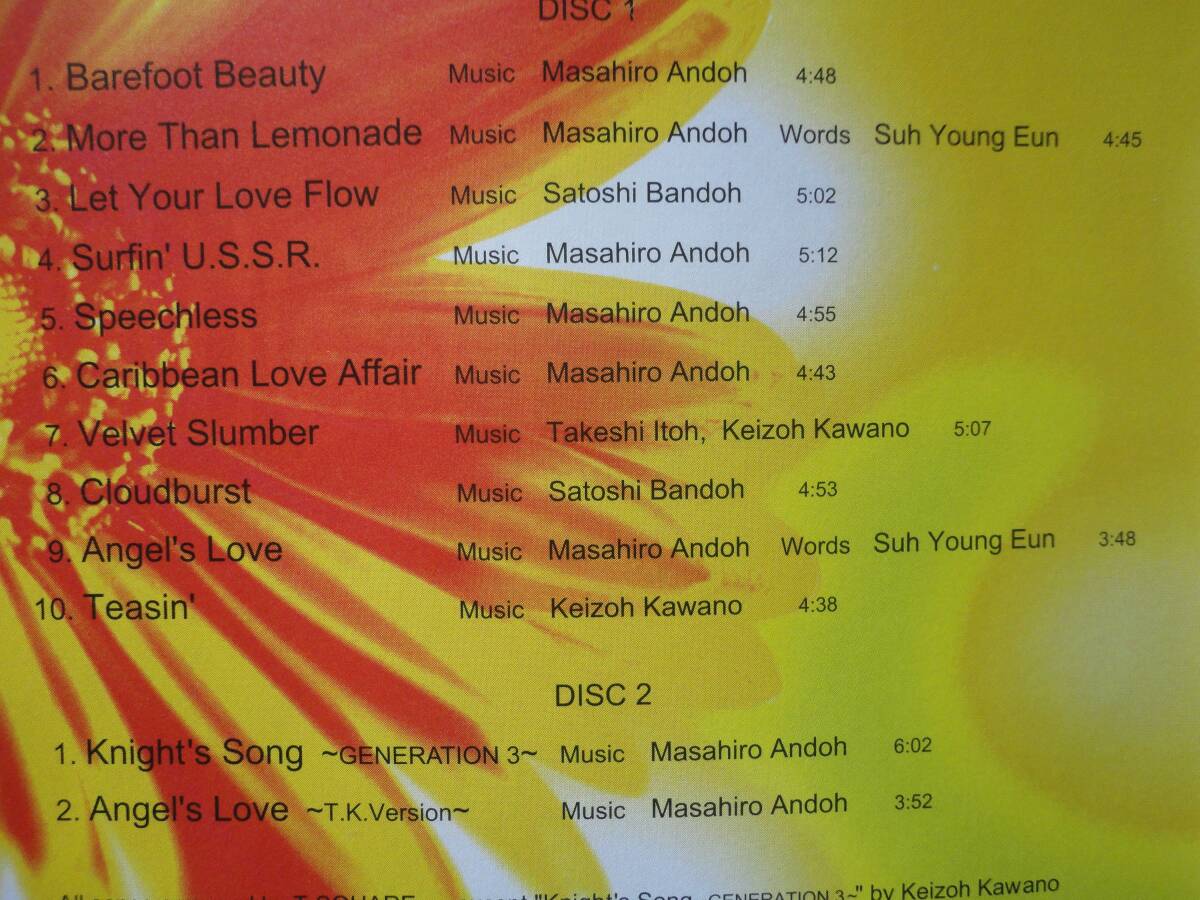 DISC 1
1. Barefoot Beauty Music Masahiro Andoh 4:48
2. More Than Lemonade Music Masahiro Andoh Words Suh Young Eun 4:45
3. Let Your Love Flow Music Satoshi Bandoh 5:02
4. Surfin' U.S.S.R. Music Masahiro Andoh 5:12
5. Speechless Music Masahiro Andoh 4:55
6. Caribbean Love Affair Music Masahiro Andoh 4:43
7. Velvet Slumber Music Takeshi Itoh, Keizoh Kawano 5:07
8. Cloudburst Music Satoshi Bandoh 4:53
9. Angel's Love Music Masahiro Andoh Words Suh Young Eun 3:48
10. Teasin' Music Keizoh Kawano 4:38
DISC 2
1. Knight's Song ~GENERATION 3~ Music Masahiro Andoh 6:02
2. Angel's Love ~T.K.Version~ Music Masahiro Andoh 3:52
T-SQUARE "Knight's Song GENERATION 3~" by Keizoh Kawano